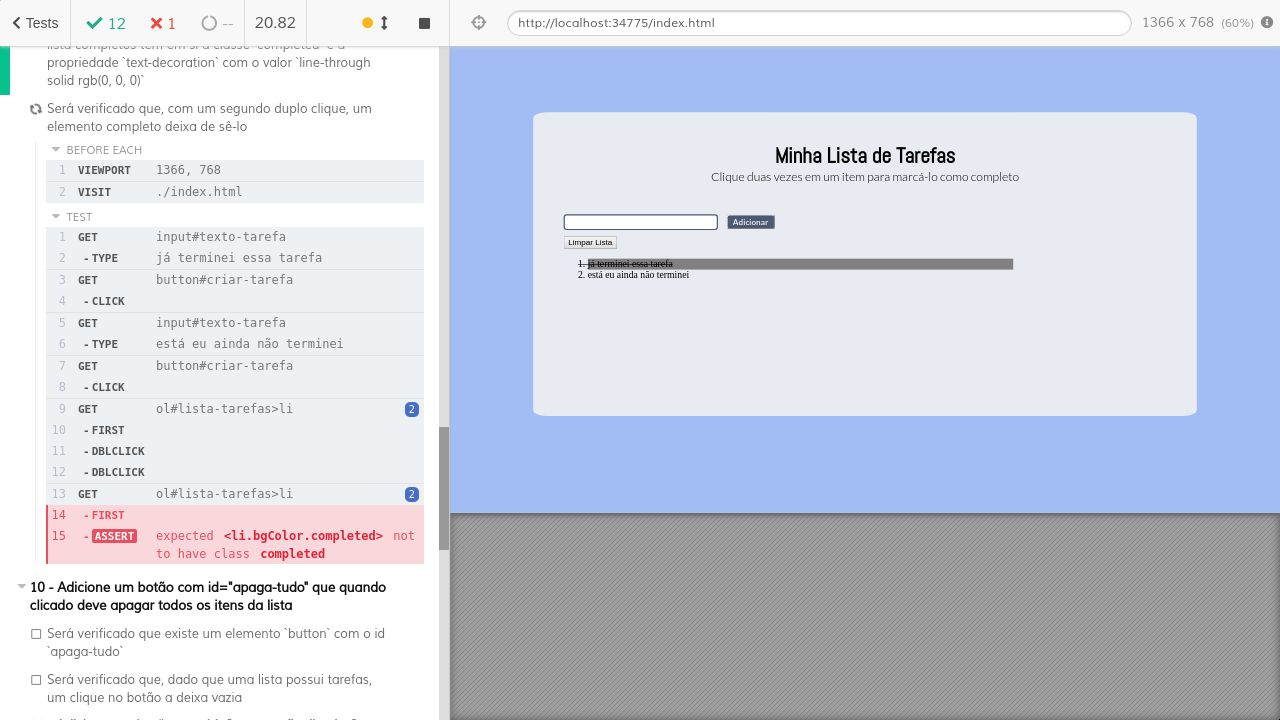 Tests 12 1 -- 20.82
lista completos tem em si a classe `completed` e a
propriedade `text-decoration` com o valor `line-through
solid rgb(0, 0, 0)`
Será verificado que, com um segundo duplo clique, um
elemento completo deixa de sê-lo
BEFORE EACH
1 VIEWPORT 1366, 768
2 VISIT ./index.html
TEST
1 GET input#texto-tarefa
2 - TYPE já terminei essa tarefa
3 GET button#criar-tarefa
4 - CLICK
5 GET input#texto-tarefa
6 - TYPE está eu ainda não terminei
7 GET button#criar-tarefa
8 - CLICK
9 GET ol#lista-tarefas>li 2
10 - FIRST
11 - DBLCLICK
12 - DBLCLICK
13 GET ol#lista-tarefas>li 2
14 - FIRST
15 - ASSERT expected <li.bgColor.completed> not
to have class completed
10 - Adicione um botão com id="apaga-tudo" que quando
clicado deve apagar todos os itens da lista
Será verificado que existe um elemento `button` com o id
`apaga-tudo`
Será verificado que, dado que uma lista possui tarefas,
um clique no botão a deixa vazia
http://localhost:34775/index.html 1366 x 768 (60%)
Minha Lista de Tarefas
Clique duas vezes em um item para marcá-lo como completo
Adicionar
Limpar Lista
1. já terminei essa tarefa
2. está eu ainda não terminei